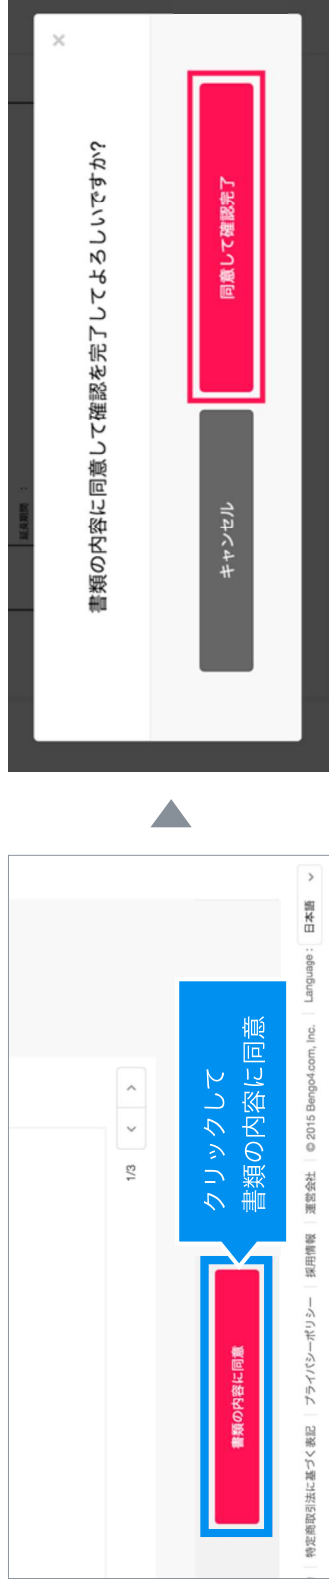 1/3
クリックして
書類の内容に同意
書類の内容に同意
特定商取引法に基づく表記 | プライバシーポリシー | 採用情報 | 運営会社 | © 2015 Bengo4.com, Inc. | Language : 日本語
延長期間 :
×
書類の内容に同意して確認を完了してよろしいですか?
キャンセル
同意して確認完了